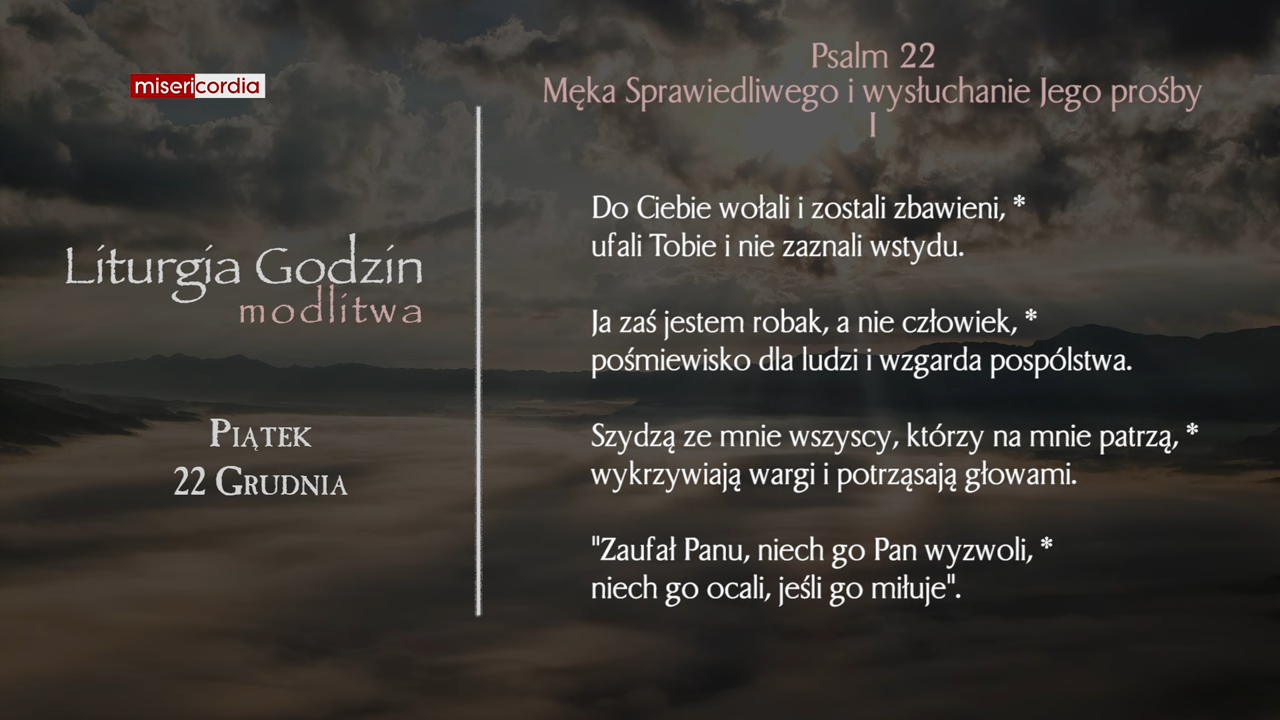 misericordia
Liturgia Godzin
modlitwa
Piątek
22 Grudnia
Psalm 22
Męka Sprawiedliwego i wysłuchanie Jego prośby
I
Do Ciebie wołali i zostali zbawieni, *
ufali Tobie i nie zaznali wstydu.
Ja zaś jestem robak, a nie człowiek, *
pośmiewisko dla ludzi i wzgarda pospólstwa.
Szydzą ze mnie wszyscy, którzy na mnie patrzą, *
wykrzywiają wargi i potrząsają głowami.
"Zaufał Panu, niech go Pan wyzwoli, *
niech go ocali, jeśli go miłuje".